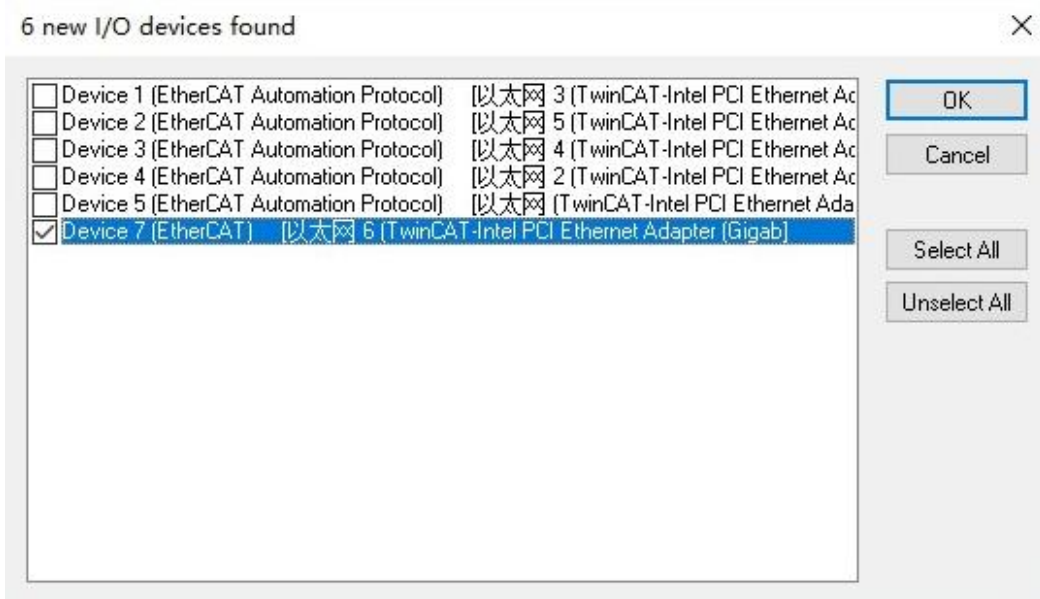 6 new I/O devices found
Device 1 (EtherCAT Automation Protocol) [以太网 3 (TwinCAT-Intel PCI Ethernet Ac
Device 2 (EtherCAT Automation Protocol) [以太网 5 (TwinCAT-Intel PCI Ethernet Ac
Device 3 (EtherCAT Automation Protocol) [以太网 4 (TwinCAT-Intel PCI Ethernet Ac
Device 4 (EtherCAT Automation Protocol) [以太网 2 (TwinCAT-Intel PCI Ethernet Ac
Device 5 (EtherCAT Automation Protocol) [以太网 (TwinCAT-Intel PCI Ethernet Ada
Device 7 (EtherCAT) [以太网 6 (TwinCAT-Intel PCI Ethernet Adapter (Gigab]
OK
Cancel
Select All
Unselect All